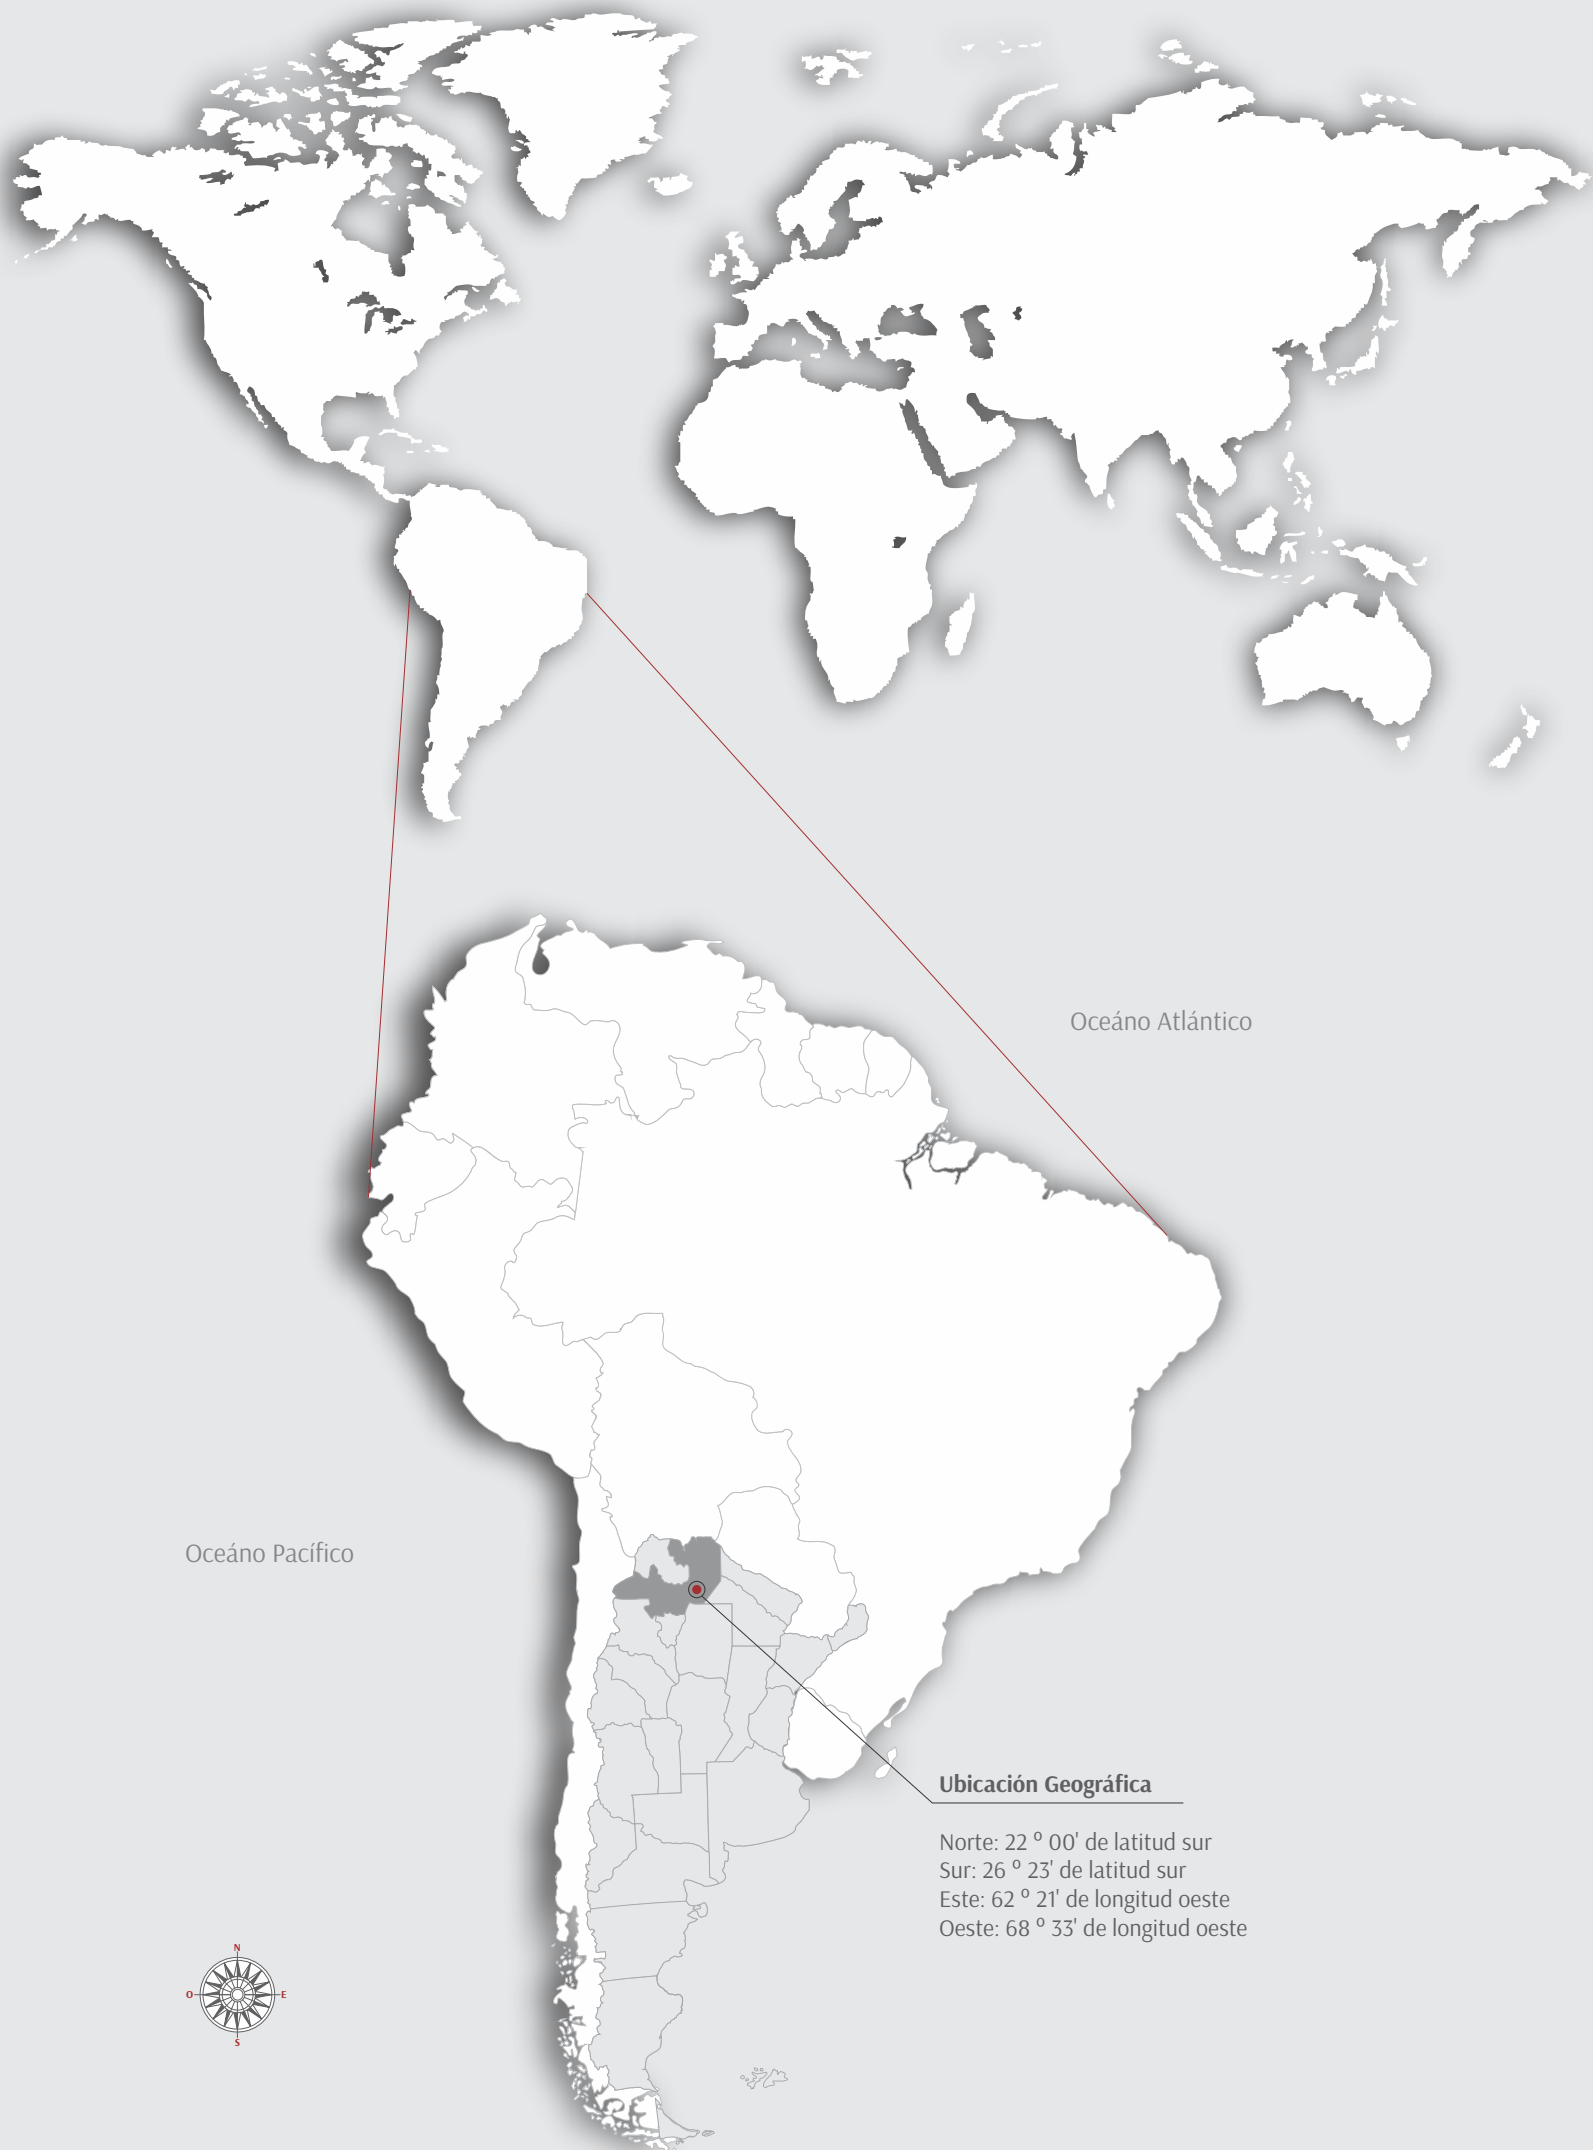 Oceáno Atlántico
Oceáno Pacífico
Ubicación Geográfica
Norte: 22 º 00' de latitud sur
Sur: 26 º 23' de latitud sur
Este: 62 º 21' de longitud oeste
Oeste: 68 º 33' de longitud oeste
N
O E
S